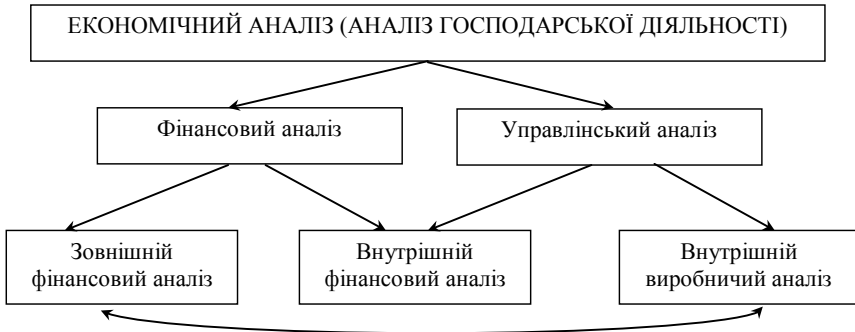 ЕКОНОМІЧНИЙ АНАЛІЗ (АНАЛІЗ ГОСПОДАРСЬКОЇ ДІЯЛЬНОСТІ)
Фінансовий аналіз
Управлінський аналіз
Зовнішній
фінансовий аналіз
Внутрішній
фінансовий аналіз
Внутрішній
виробничий аналіз